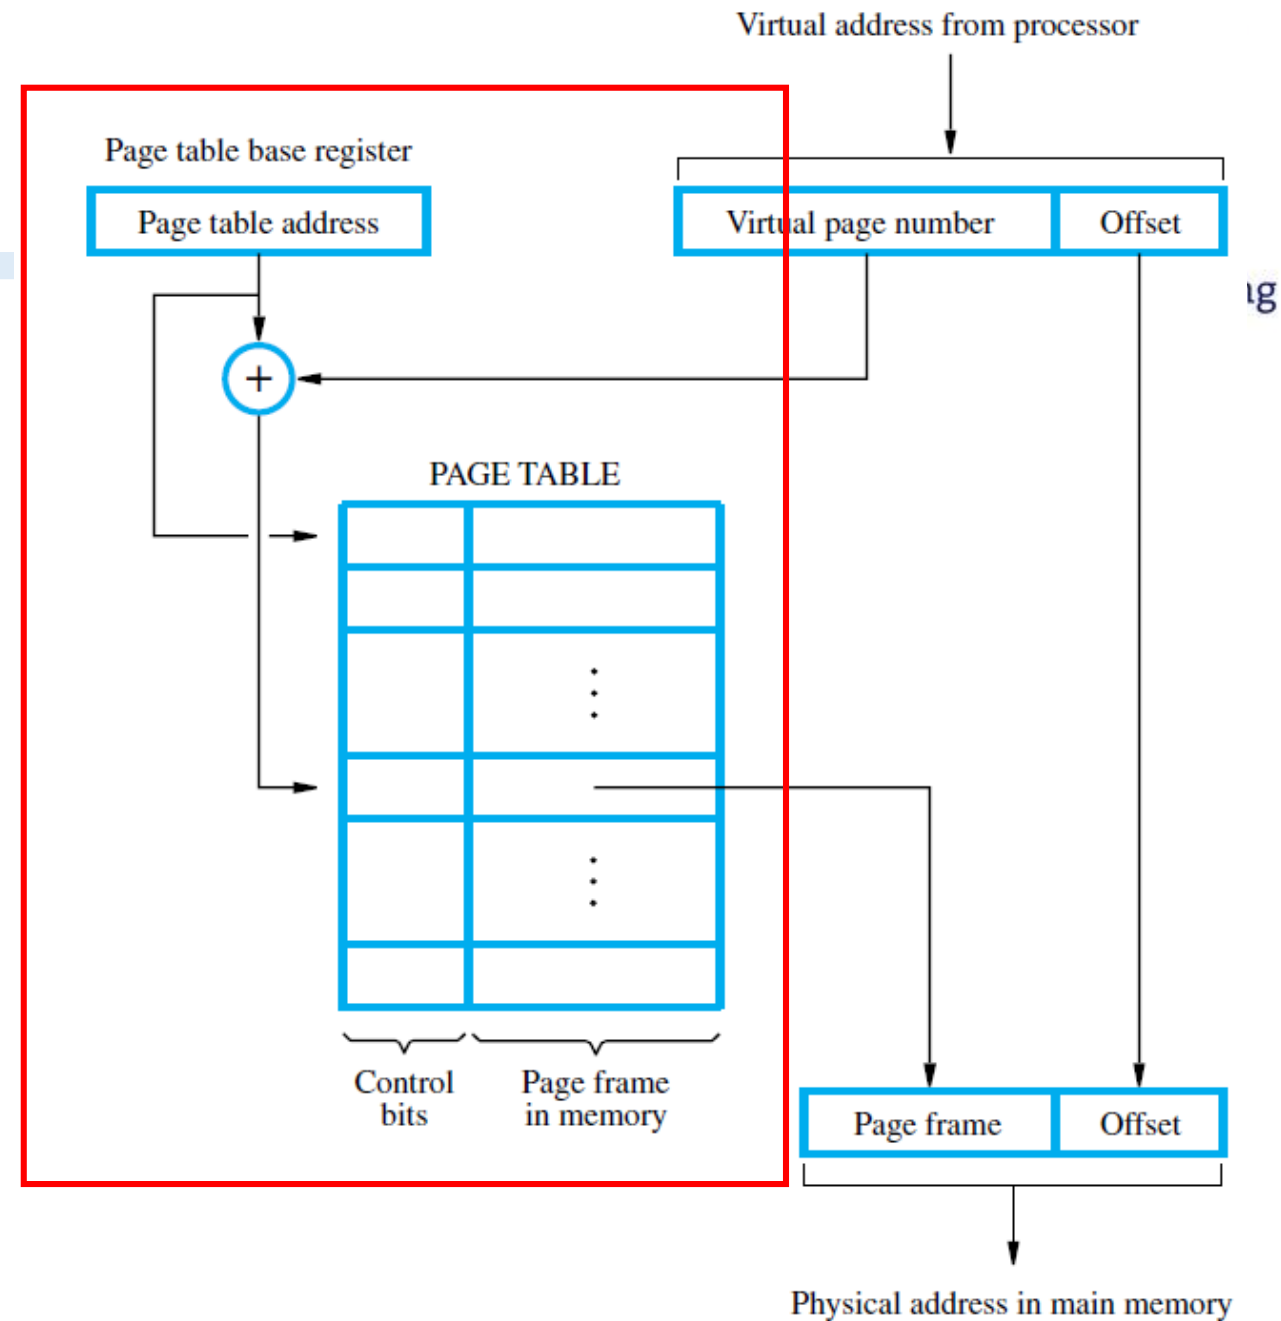 Virtual address from processor
Page table base register
Page table address
Virtual page number
Offset
+
PAGE TABLE
Control
bits
Page frame
in memory
Page frame
Offset
Physical address in main memory